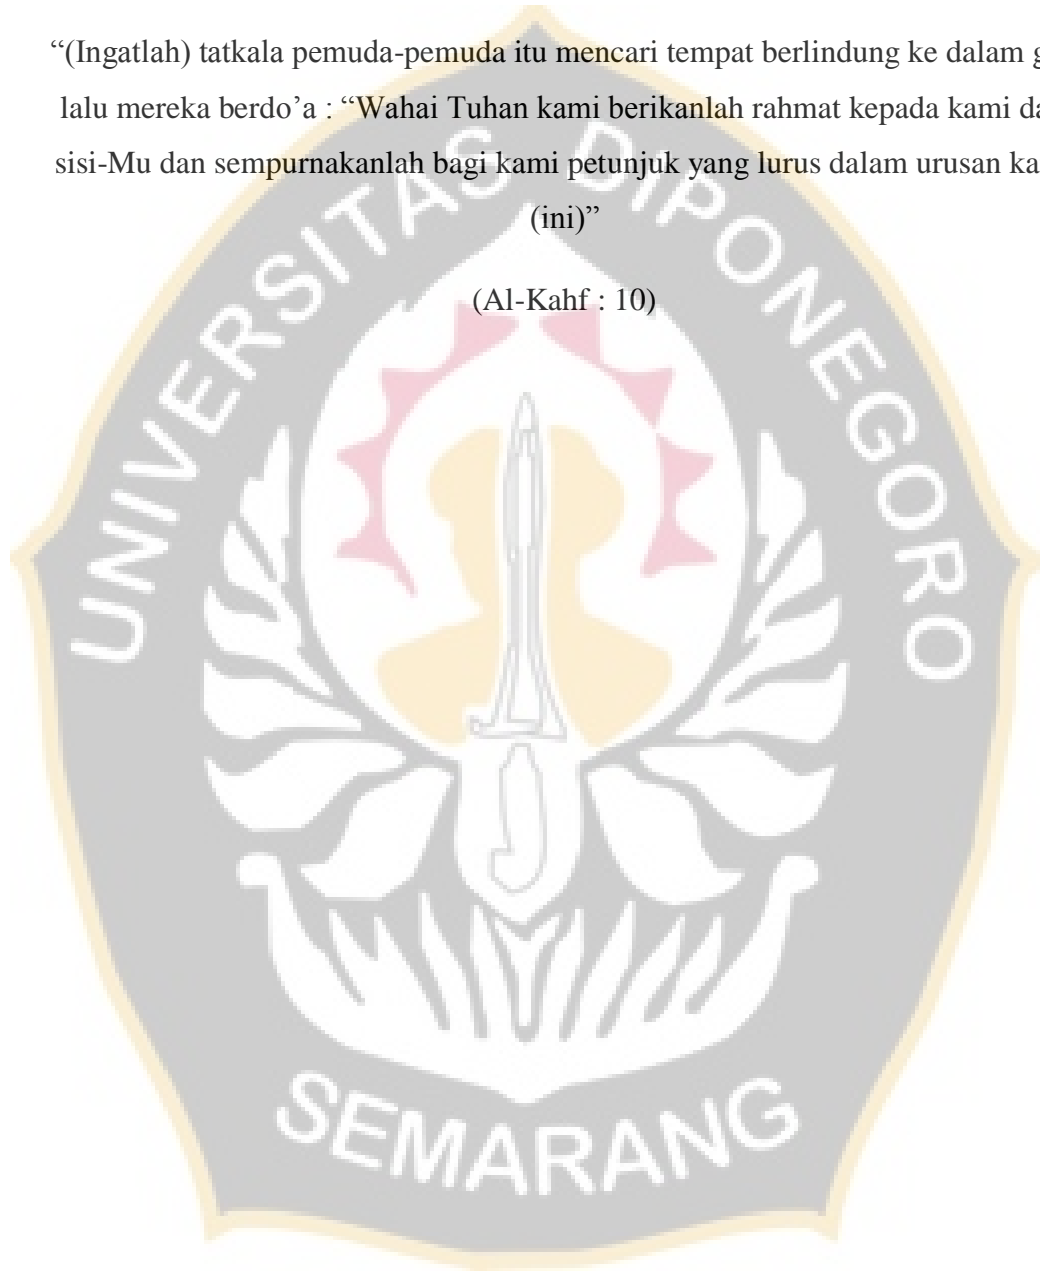 “(Ingatlah) tatkala pemuda-pemuda itu mencari tempat berlindung ke dalam
lalu mereka berdo’a : “Wahai Tuhan kami berikanlah rahmat kepada kami
sisi-Mu dan sempurnakanlah bagi kami petunjuk yang lurus dalam urusan
(ini)”
(Al-Kahf : 10)
UNIVERSITAS DIPONEGORO
SEMARANG